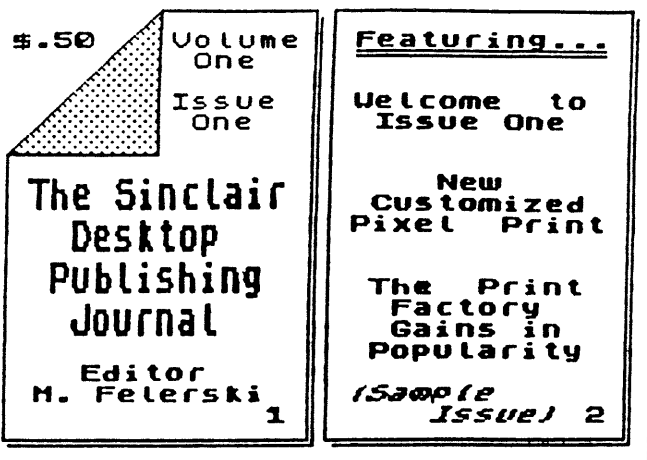 $.50
Volume
One
Issue
One
The Sinclair
Desktop
Publishing
Journal
Editor
M. Felerski
1
Featuring...
Welcome to
Issue One
New
Customized
Pixel Print
The Print
Factory
Gains in
Popularity
(Sample
Issue)
2